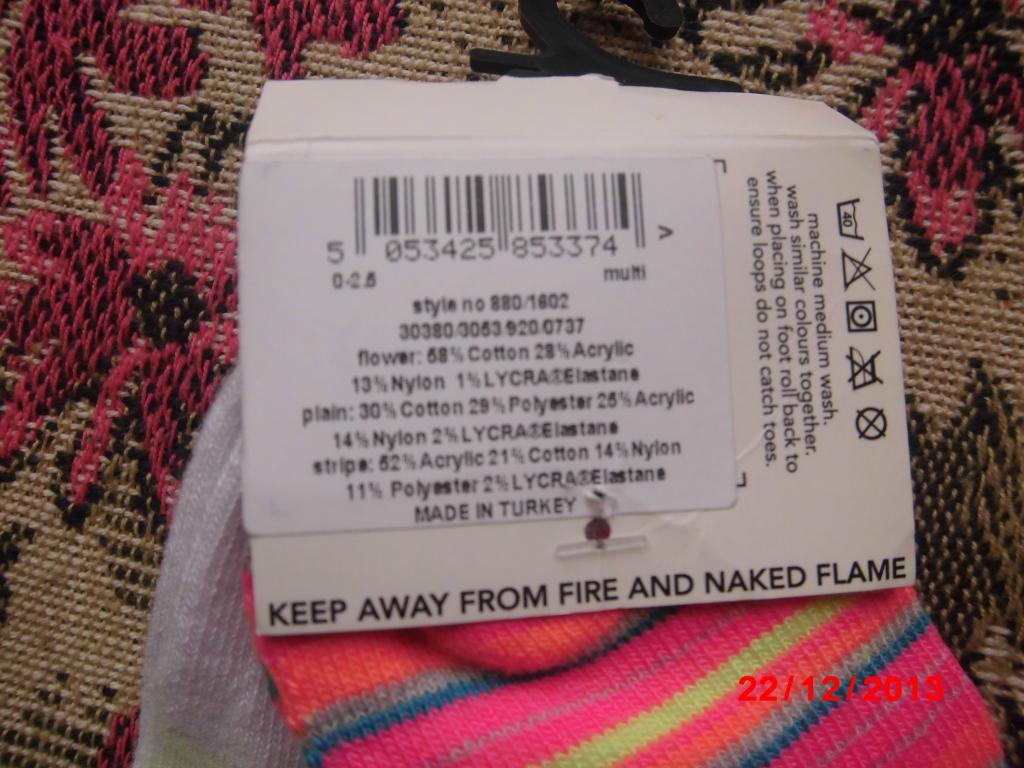 5 053425 853374 >
0-2.5 multi
style no 880/1602
30380/3053/920/0737
flower: 58% Cotton 28% Acrylic
13% Nylon 1% LYCRA®Elastane
plain: 30% Cotton 29% Polyester 25% Acrylic
14% Nylon 2% LYCRA®Elastane
stripe: 52% Acrylic 21% Cotton 14% Nylon
11% Polyester 2% LYCRA®Elastane
MADE IN TURKEY
40
machine medium wash.
wash similar colours together.
when placing on foot roll back to
ensure loops do not catch toes.
KEEP AWAY FROM FIRE AND NAKED FLAME
22/12/2013